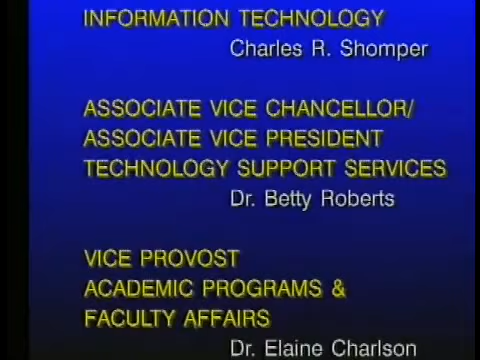 INFORMATION TECHNOLOGY
Charles R. Shomper
ASSOCIATE VICE CHANCELLOR/
ASSOCIATE VICE PRESIDENT
TECHNOLOGY SUPPORT SERVICES
Dr. Betty Roberts
VICE PROVOST
ACADEMIC PROGRAMS &
FACULTY AFFAIRS
Dr. Elaine Charlson